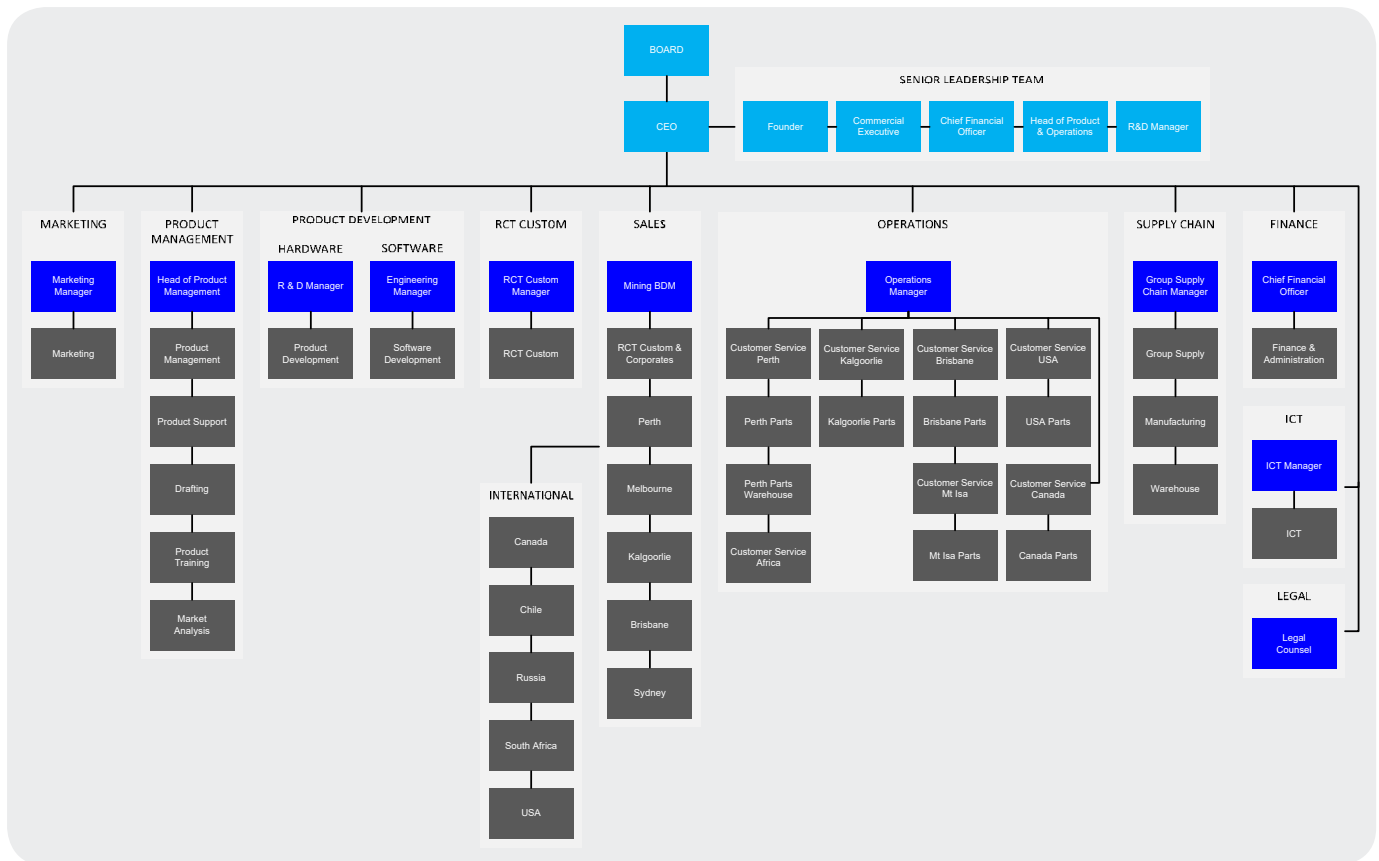 BOARD
SENIOR LEADERSHIP TEAM
CEO
Founder
Commercial
Executive
Chief Financial
Officer
Head of Product
& Operations
R&D Manager
MARKETING
Marketing
Manager
Marketing
PRODUCT
MANAGEMENT
Head of Product
Management
Product
Management
Product Support
Drafting
Product
Training
Market
Analysis
PRODUCT DEVELOPMENT
HARDWARE
R & D Manager
Product
Development
SOFTWARE
Engineering
Manager
Software
Development
RCT CUSTOM
RCT Custom
Manager
RCT Custom
INTERNATIONAL
Canada
Chile
Russia
South Africa
USA
SALES
Mining BDM
RCT Custom &
Corporates
Perth
Melbourne
Kalgoorlie
Brisbane
Sydney
OPERATIONS
Operations
Manager
Customer Service
Perth
Perth Parts
Perth Parts
Warehouse
Customer Service
Africa
Customer Service
Kalgoorlie
Kalgoorlie Parts
Customer Service
Brisbane
Brisbane Parts
Customer Service
Mt Isa
Mt Isa Parts
Customer Service
USA
USA Parts
Customer Service
Canada
Canada Parts
SUPPLY CHAIN
Group Supply
Chain Manager
Group Supply
Manufacturing
Warehouse
FINANCE
Chief Financial
Officer
Finance &
Administration
ICT
ICT Manager
ICT
LEGAL
Legal
Counsel